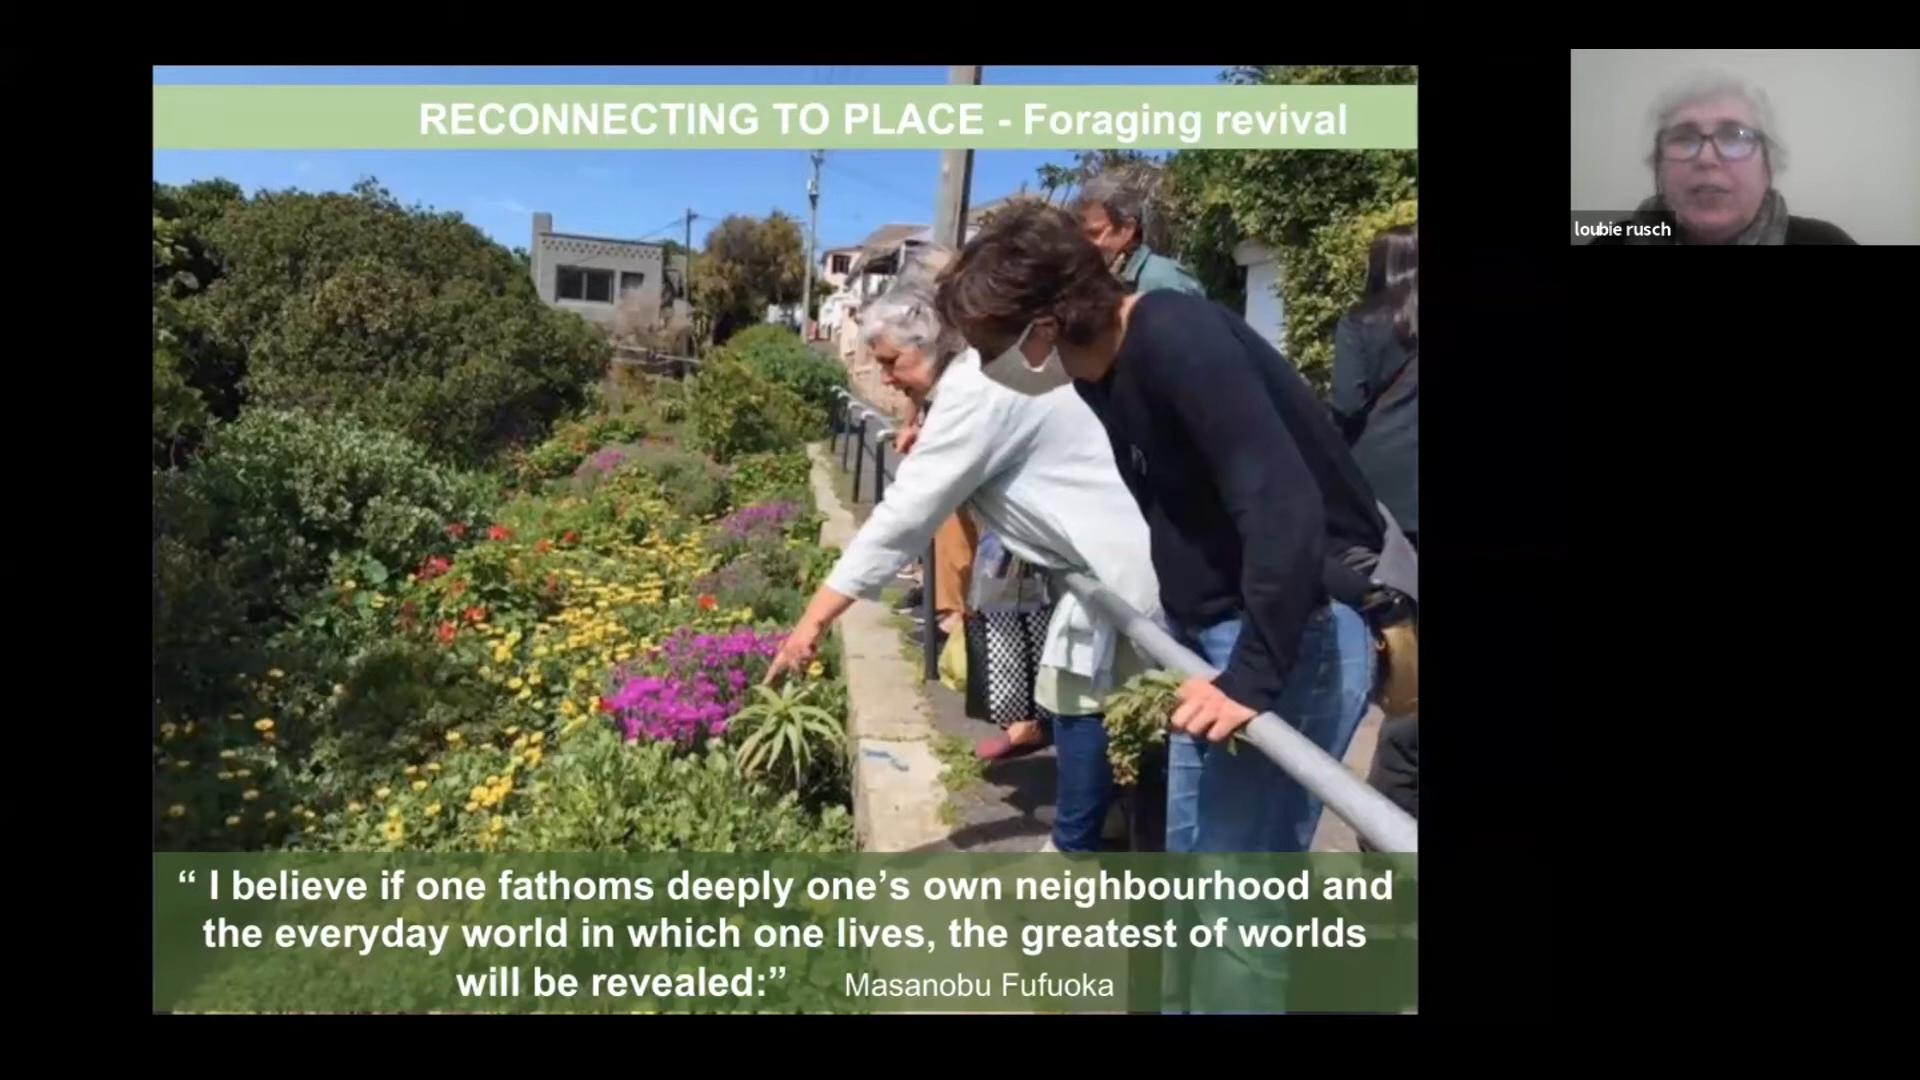 RECONNECTING TO PLACE - Foraging revival
loubie rusch
“ I believe if one fathoms deeply one’s own neighbourhood and
the everyday world in which one lives, the greatest of worlds
will be revealed:” Masanobu Fufuoka